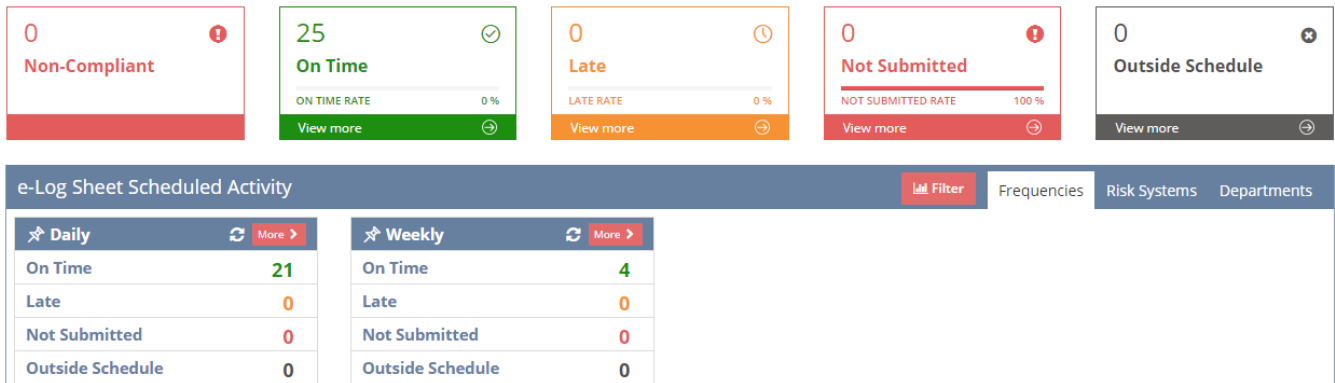 0
Non-Compliant
25
On Time
ON TIME RATE 0 %
View more
0
Late
LATE RATE 0 %
View more
0
Not Submitted
NOT SUBMITTED RATE 100 %
View more
0
Outside Schedule
View more
e-Log Sheet Scheduled Activity Filter Frequencies Risk Systems Departments
Daily More
On Time 21
Late 0
Not Submitted 0
Outside Schedule 0
Weekly More
On Time 4
Late 0
Not Submitted 0
Outside Schedule 0